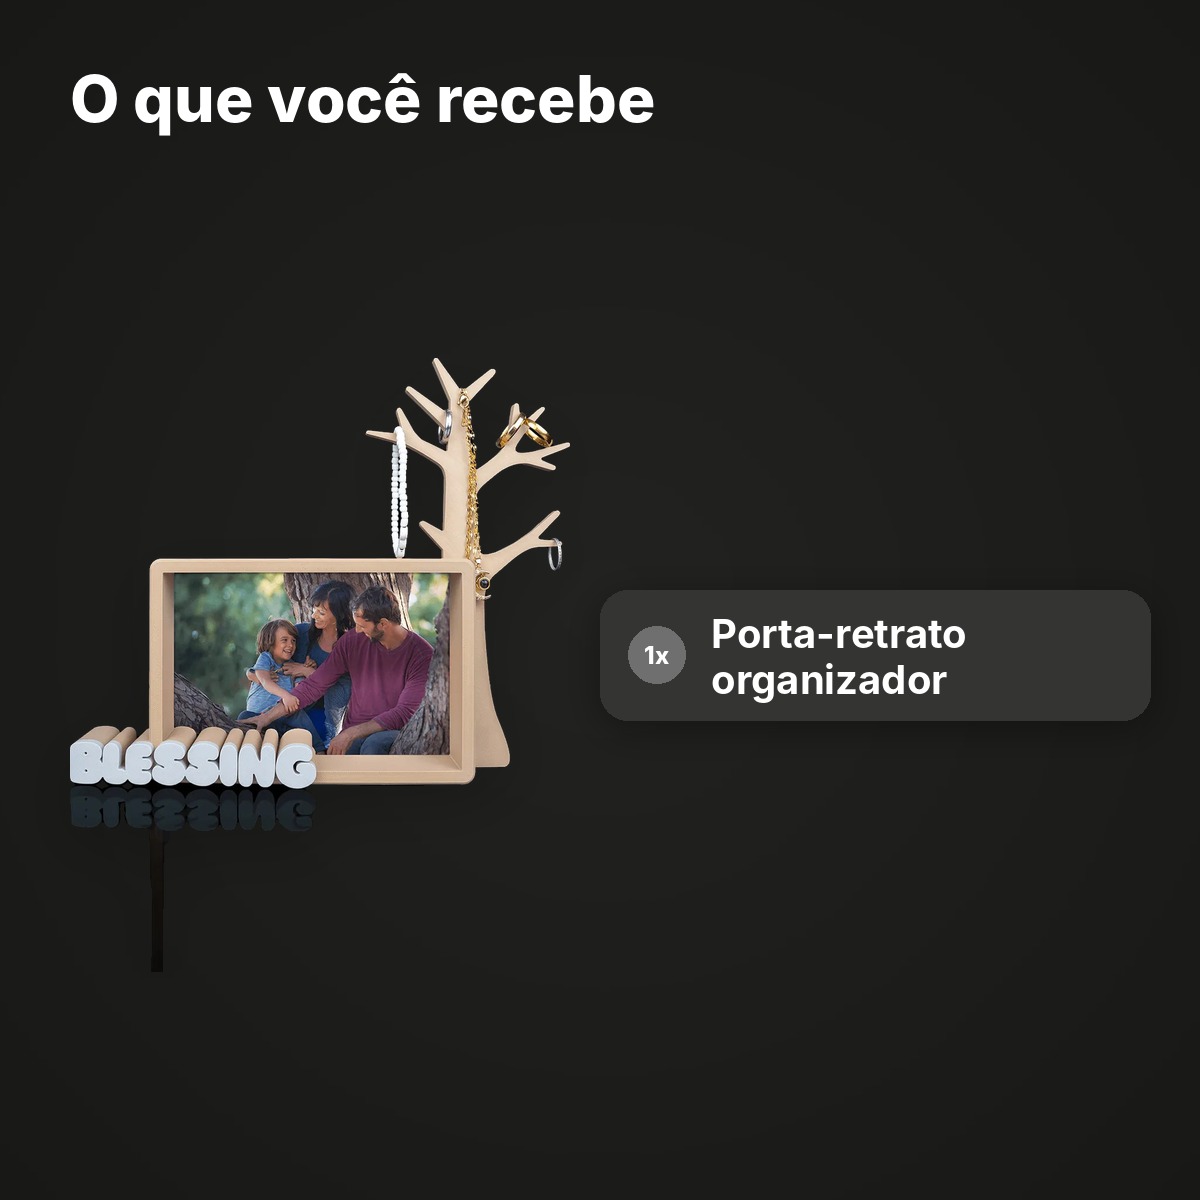 O que você recebe
1x
Porta-retrato
organizador
BLESSING